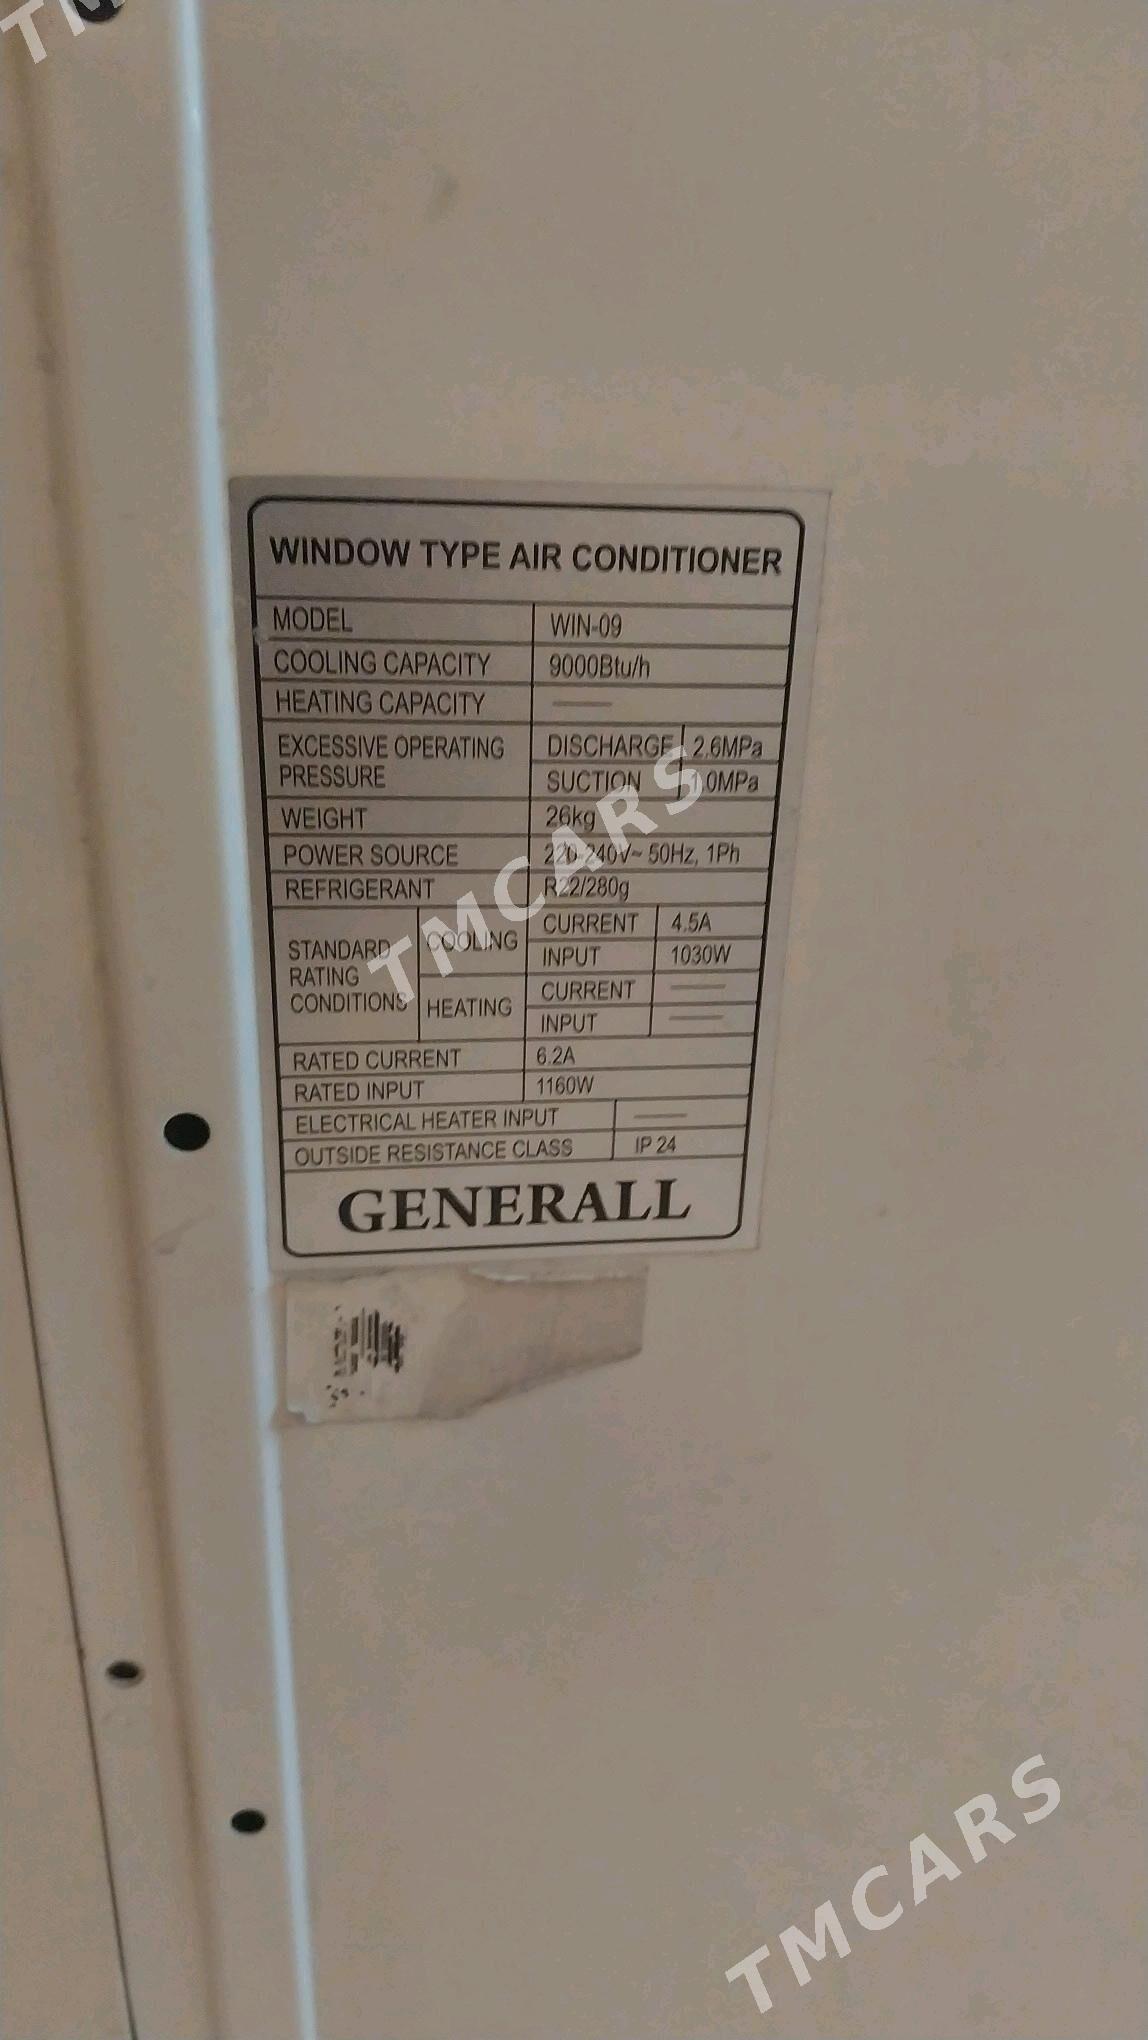 TM
WINDOW TYPE AIR CONDITIONER
MODEL WIN-09
COOLING CAPACITY 9000Btu/h
HEATING CAPACITY —
EXCESSIVE OPERATING PRESSURE DISCHARGE 2.6MPa
SUCTION 1.0MPa
WEIGHT 26kg
POWER SOURCE 220-240V~ 50Hz, 1Ph
REFRIGERANT R22/280g
STANDARD RATING CONDITIONS COOLING CURRENT 4.5A
INPUT 1030W
HEATING CURRENT —
INPUT —
RATED CURRENT 6.2A
RATED INPUT 1160W
ELECTRICAL HEATER INPUT —
OUTSIDE RESISTANCE CLASS IP 24
GENERALL
TMCARS
TMCARS